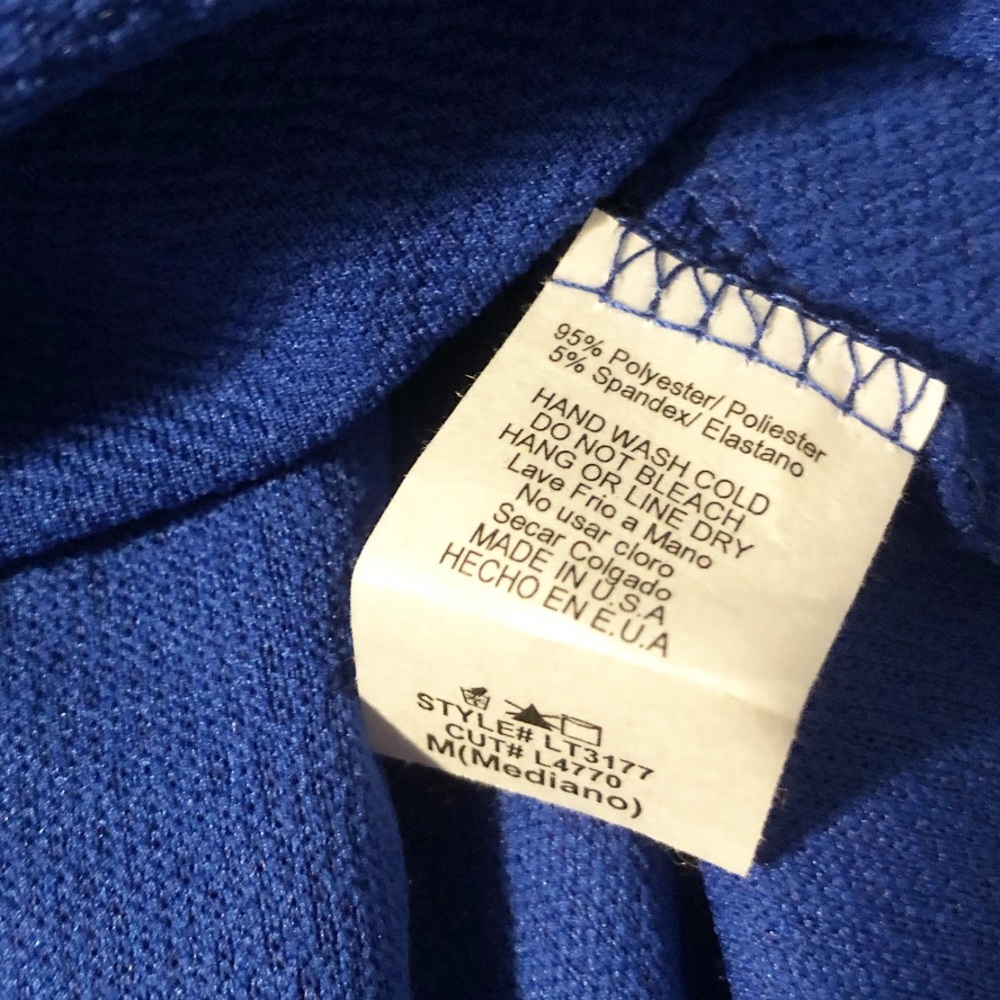 95% Polyester/ Poliester
5% Spandex/ Elastano
HAND WASH COLD
DO NOT BLEACH
HANG OR LINE DRY
Lave Frio a Mano
No usar cloro
Secar Colgado
MADE IN U.S.A
HECHO EN E.U.A
STYLE# LT3177
CUT# L4770
M(Mediano)